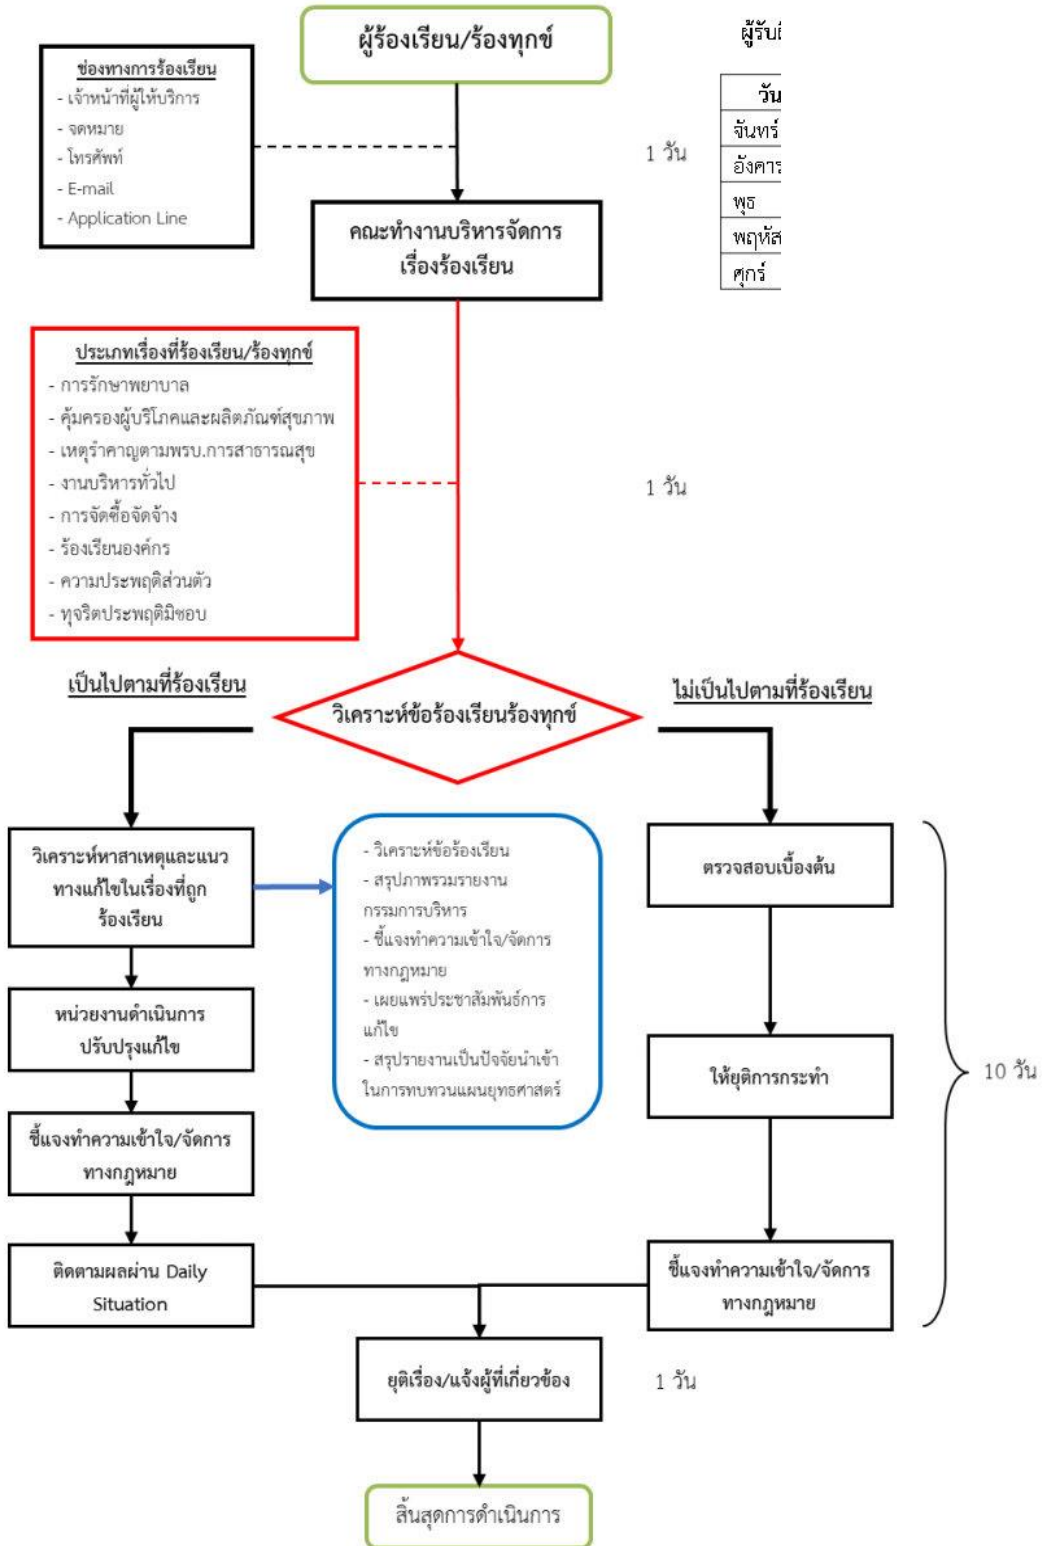 ผู้ร้องเรียน/ร้องทุกข์
ช่องทางการร้องเรียน
- เจ้าหน้าที่ผู้ให้บริการ
- จดหมาย
- โทรศัพท์
- E-mail
- Application Line
1 วัน
วัน
จันทร์
อังคาร
พุธ
พฤหัส
ศุกร์
คณะทำงานบริหารจัดการ
เรื่องร้องเรียน
ประเภทเรื่องที่ร้องเรียน/ร้องทุกข์
- การรักษาพยาบาล
- คุ้มครองผู้บริโภคและผลิตภัณฑ์สุขภาพ
- เหตุรำคาญตามพรบ.การสาธารณสุข
- งานบริหารทั่วไป
- การจัดซื้อจัดจ้าง
- ร้องเรียนองค์กร
- ความประพฤติส่วนตัว
- ทุจริตประพฤติมิชอบ
1 วัน
เป็นไปตามที่ร้องเรียน
วิเคราะห์ข้อร้องเรียนร้องทุกข์
ไม่เป็นไปตามที่ร้องเรียน
วิเคราะห์หาสาเหตุและแนว
ทางแก้ไขในเรื่องที่ถูก
ร้องเรียน
หน่วยงานดำเนินการ
ปรับปรุงแก้ไข
ชี้แจงทำความเข้าใจ/จัดการ
ทางกฎหมาย
ติดตามผลผ่าน Daily
Situation
- วิเคราะห์ข้อร้องเรียน
- สรุปภาพรวมรายงาน
กรรมการบริหาร
- ชี้แจงทำความเข้าใจ/จัดการ
ทางกฎหมาย
- เผยแพร่ประชาสัมพันธ์การ
แก้ไข
- สรุปรายงานเป็นปัจจัยนำเข้า
ในการทบทวนแผนยุทธศาสตร์
ตรวจสอบเบื้องต้น
ให้ยุติการกระทำ
ชี้แจงทำความเข้าใจ/จัดการ
ทางกฎหมาย
10 วัน
ยุติเรื่อง/แจ้งผู้ที่เกี่ยวข้อง
1 วัน
สิ้นสุดการดำเนินการ